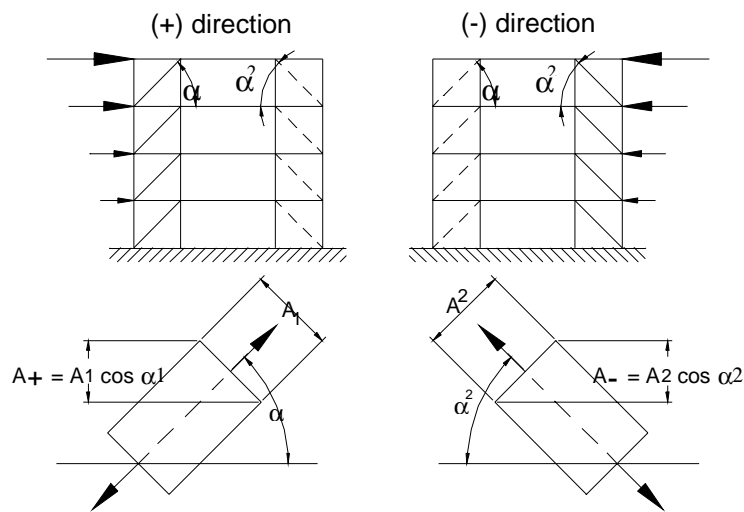 (+) direction
(-) direction
α
α²
α
α²
A₁
A²
A+ = A1 cos α1
α
α²
A- = A2 cos α2